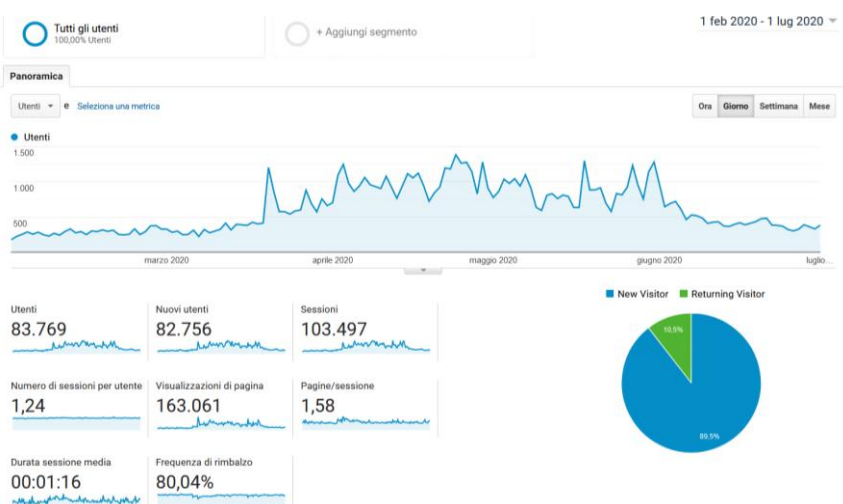 Tutti gli utenti
100,00% Utenti
+ Aggiungi segmento
1 feb 2020 - 1 lug 2020
Panoramica
Utenti e Seleziona una metrica
Ora Giorno Settimana Mese
Utenti
1.500
1.000
500
marzo 2020 aprile 2020 maggio 2020 giugno 2020 luglio...
New Visitor Returning Visitor
Utenti Nuovi utenti Sessioni
83.769 82.756 103.497
Numero di sessioni per utente Visualizzazioni di pagina Pagine/sessione
1,24 163.061 1,58
Durata sessione media Frequenza di rimbalzo
00:01:16 80,04%
10,5%
89,5%